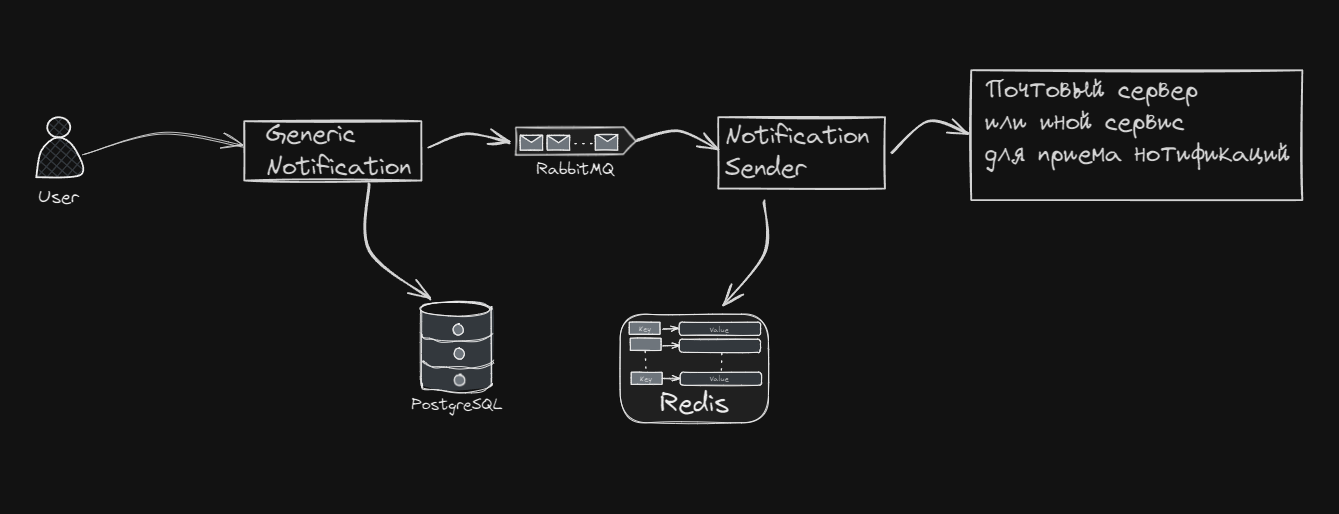 User
Generic
Notification
RabbitMQ
Notification
Sender
Почтовый сервер
или иной сервис
для приема нотификаций
PostgreSQL
Key
Value
Key
Value
Redis